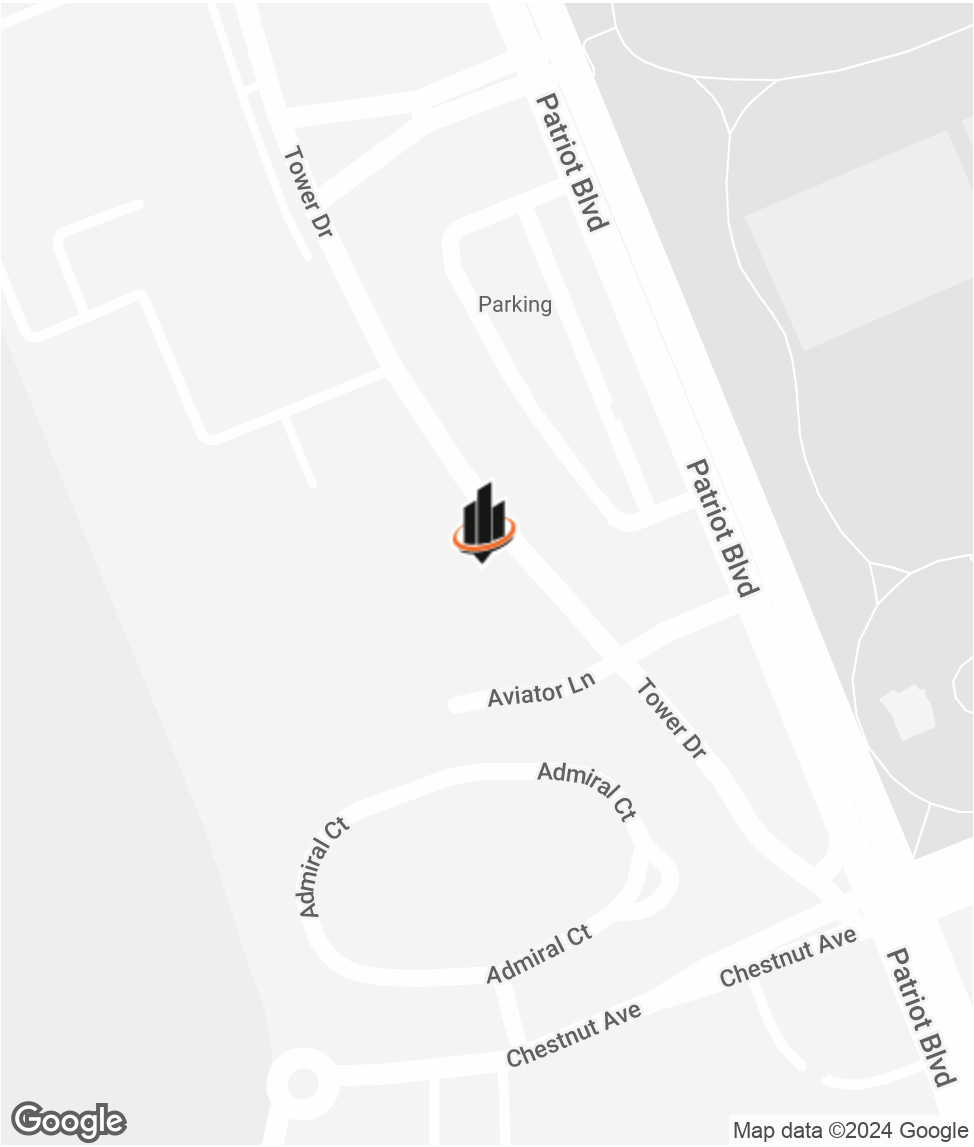 Patriot Blvd
Tower Dr
Parking
Patriot Blvd
Aviator Ln
Tower Dr
Admiral Ct
Admiral Ct
Admiral Ct
Chestnut Ave
Chestnut Ave
Patriot Blvd
Google
Map data ©2024 Google